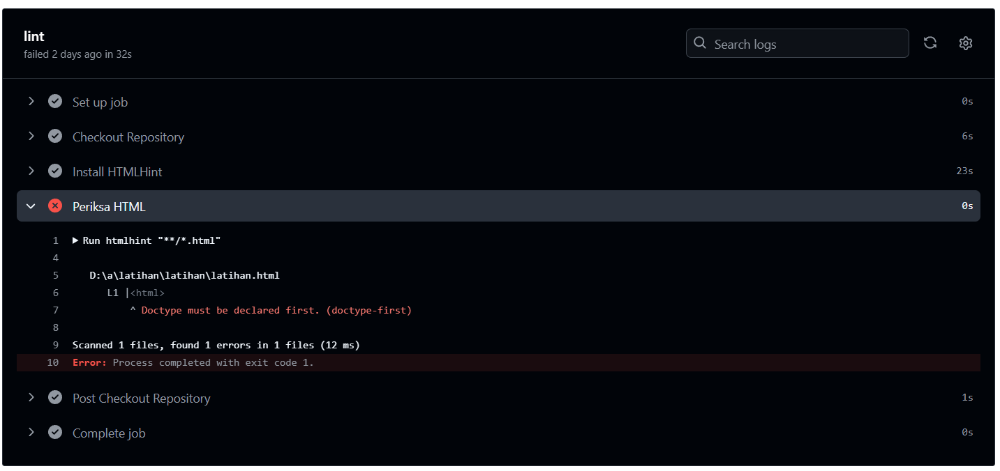 lint
failed 2 days ago in 32s
Search logs
Set up job 0s
Checkout Repository 6s
Install HTMLHint 23s
Periksa HTML 0s
1 Run htmlhint "**/*.html"
4
5 D:\a\latihan\latihan\latihan.html
6 L1 |<html>
7 ^ Doctype must be declared first. (doctype-first)
8
9 Scanned 1 files, found 1 errors in 1 files (12 ms)
10 Error: Process completed with exit code 1.
Post Checkout Repository 1s
Complete job 0s